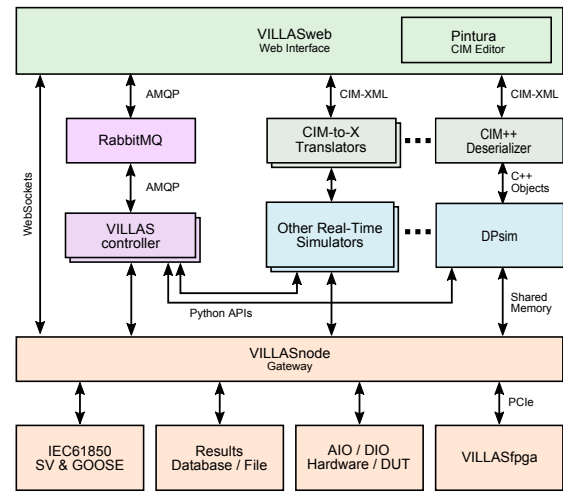 VILLASweb
Web Interface
Pintura
CIM Editor
AMQP
CIM-XML
CIM-XML
RabbitMQ
CIM-to-X
Translators
CIM++
Deserializer
WebSockets
AMQP
C++
Objects
VILLAS
controller
Other Real-Time
Simulators
DPsim
Python APIs
Shared
Memory
VILLASnode
Gateway
PCIe
IEC61850
SV & GOOSE
Results
Database / File
AIO / DIO
Hardware / DUT
VILLASfpga